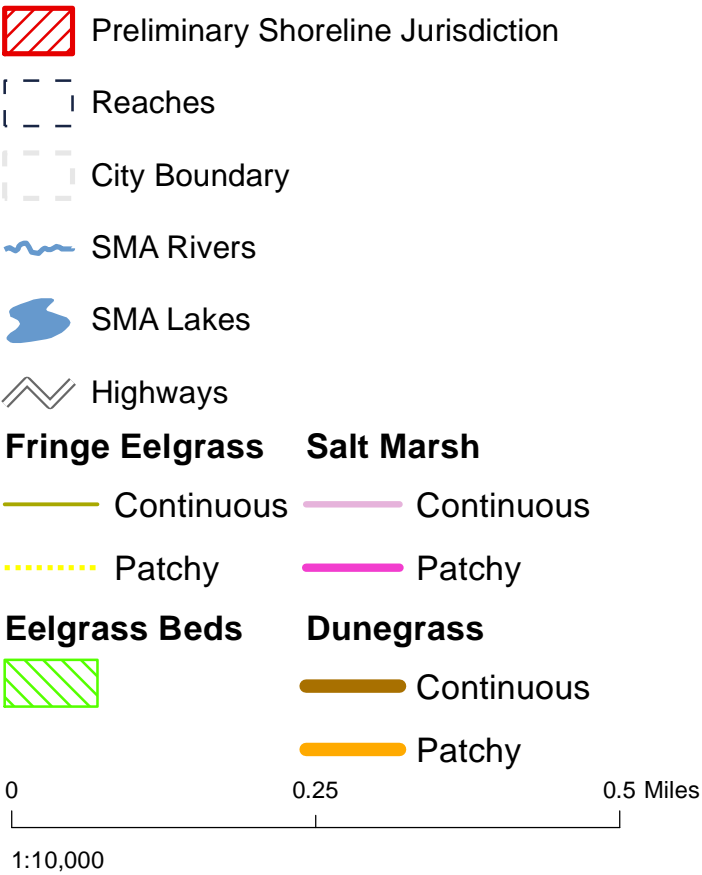 Preliminary Shoreline Jurisdiction
Reaches
City Boundary
SMA Rivers
SMA Lakes
Highways
Fringe Eelgrass
Continuous
Patchy
Salt Marsh
Continuous
Patchy
Eelgrass Beds
Dunegrass
Continuous
Patchy
0 0.25 0.5 Miles
1:10,000